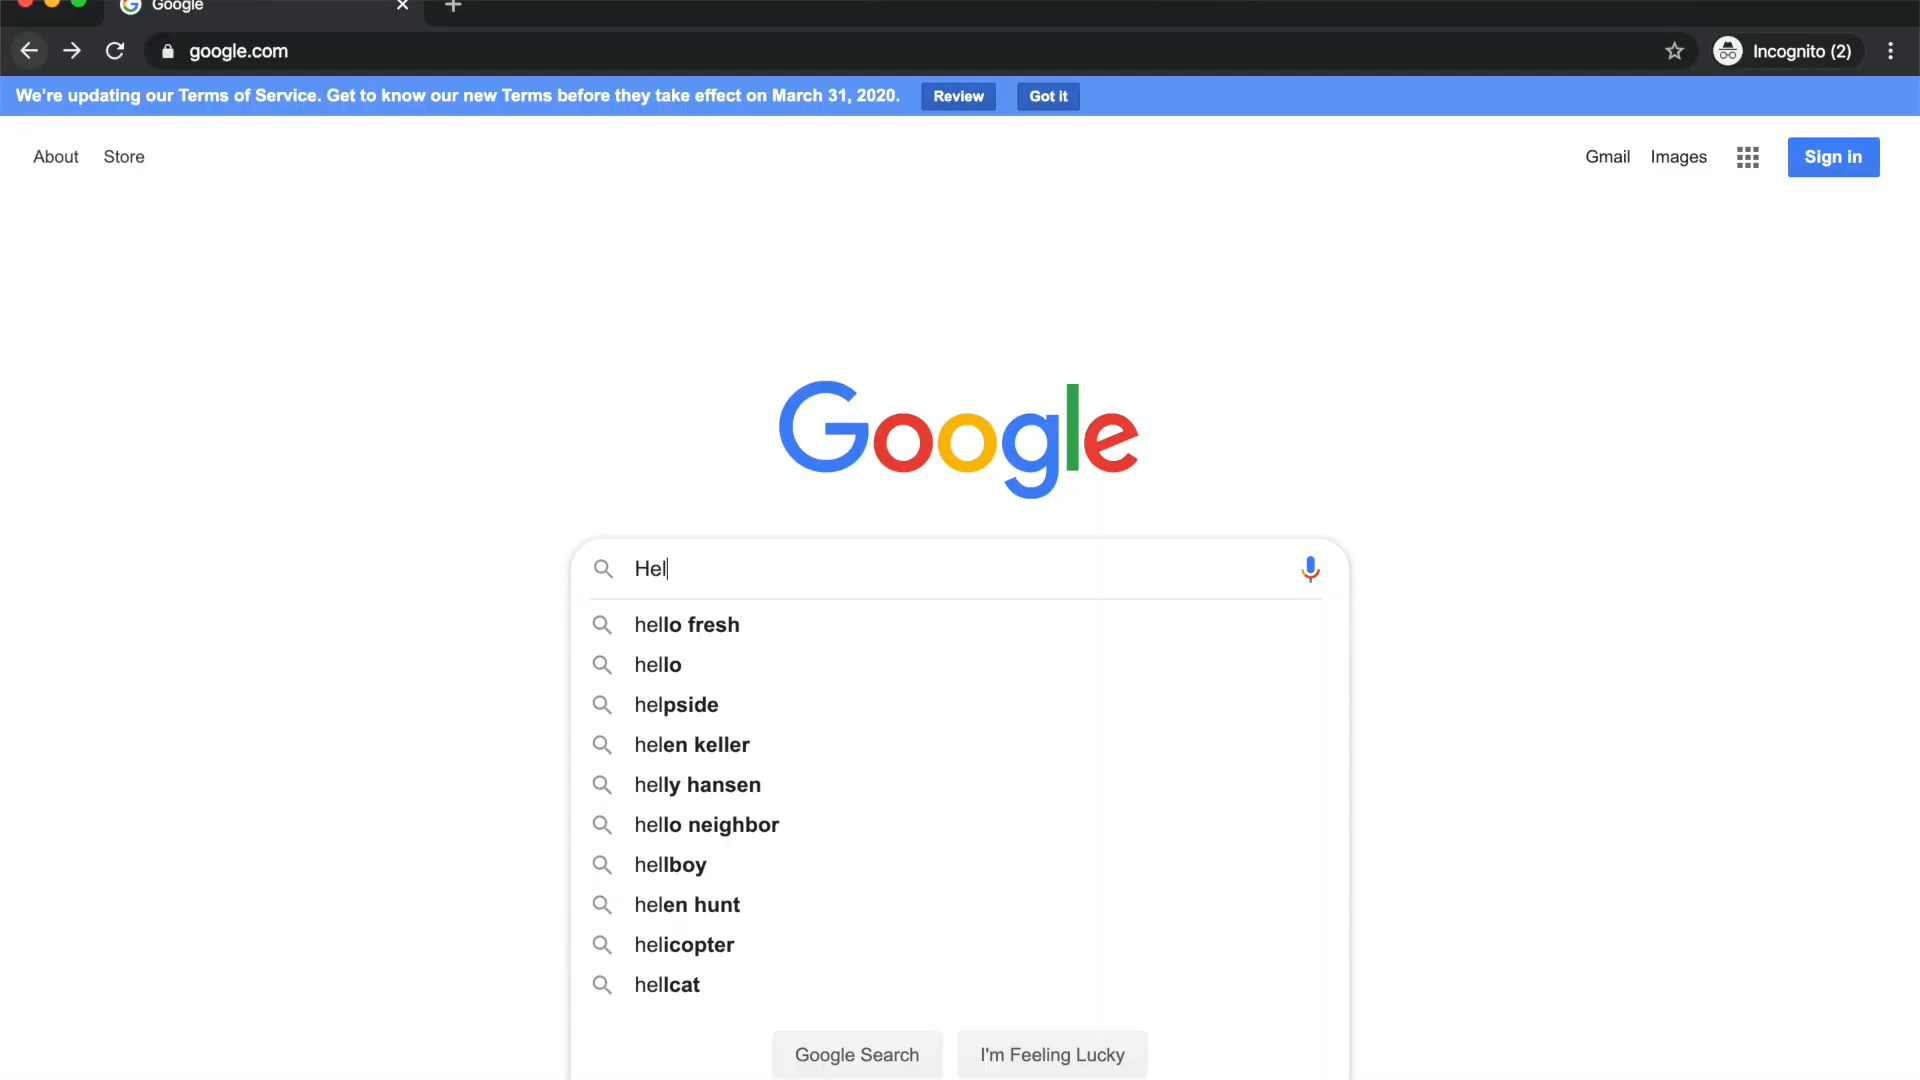 Google
google.com
Incognito (2)
We're updating our Terms of Service. Get to know our new Terms before they take effect on March 31, 2020. Review Got it
About Store Gmail Images Sign in
Google
Hel
hello fresh
hello
helpside
helen keller
helly hansen
hello neighbor
hellboy
helen hunt
helicopter
hellcat
Google Search I'm Feeling Lucky